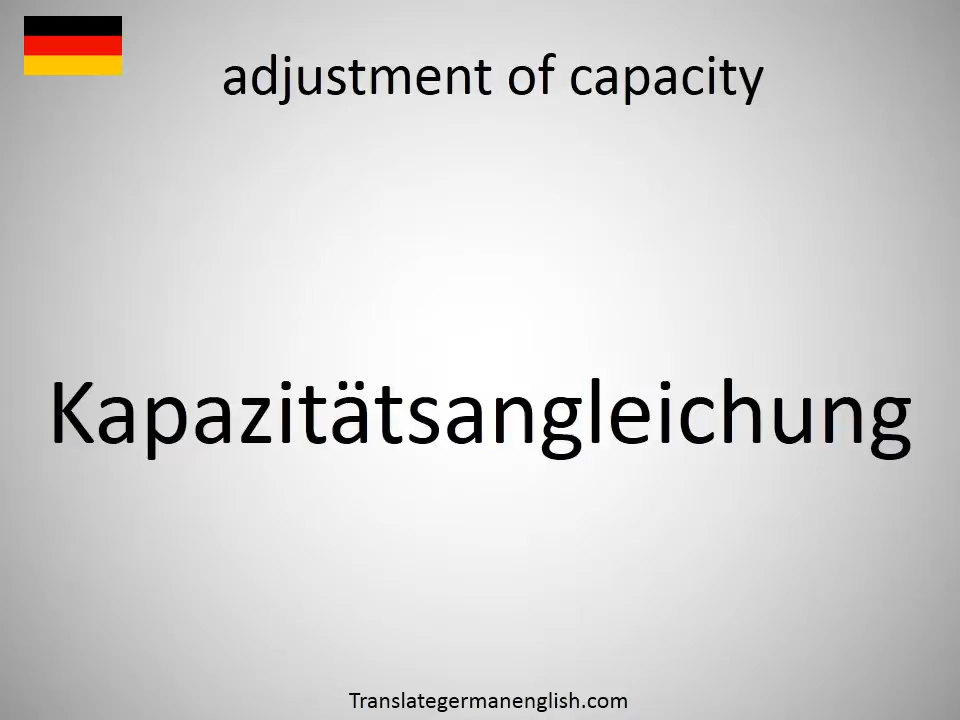 adjustment of capacity
Kapazitätsangleichung
Translategermanenglish.com